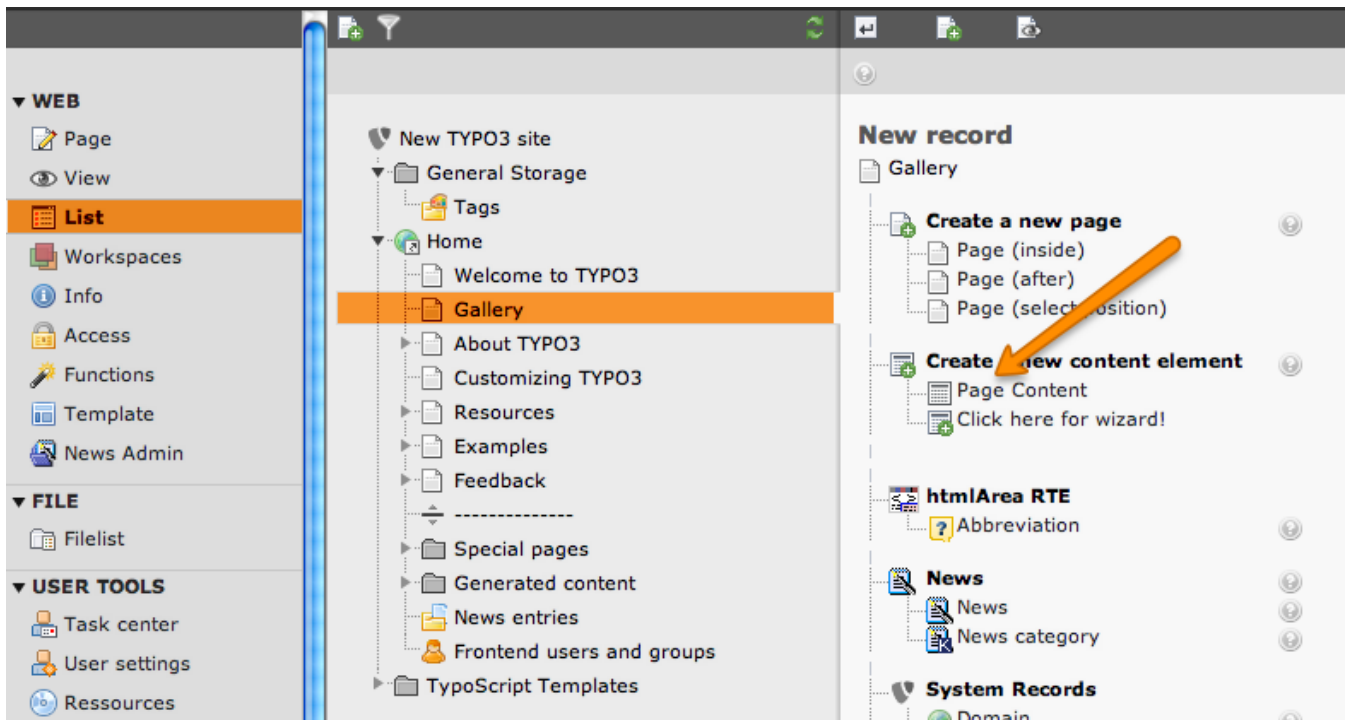 WEB
Page
View
List
Workspaces
Info
Access
Functions
Template
News Admin
FILE
Filelist
USER TOOLS
Task center
User settings
Ressources
New TYPO3 site
General Storage
Tags
Home
Welcome to TYPO3
Gallery
About TYPO3
Customizing TYPO3
Resources
Examples
Feedback
--------------
Special pages
Generated content
News entries
Frontend users and groups
TypoScript Templates
New record
Gallery
Create a new page
Page (inside)
Page (after)
Page (select position)
Create new content element
Page Content
Click here for wizard!
htmlArea RTE
Abbreviation
News
News
News category
System Records
Domain